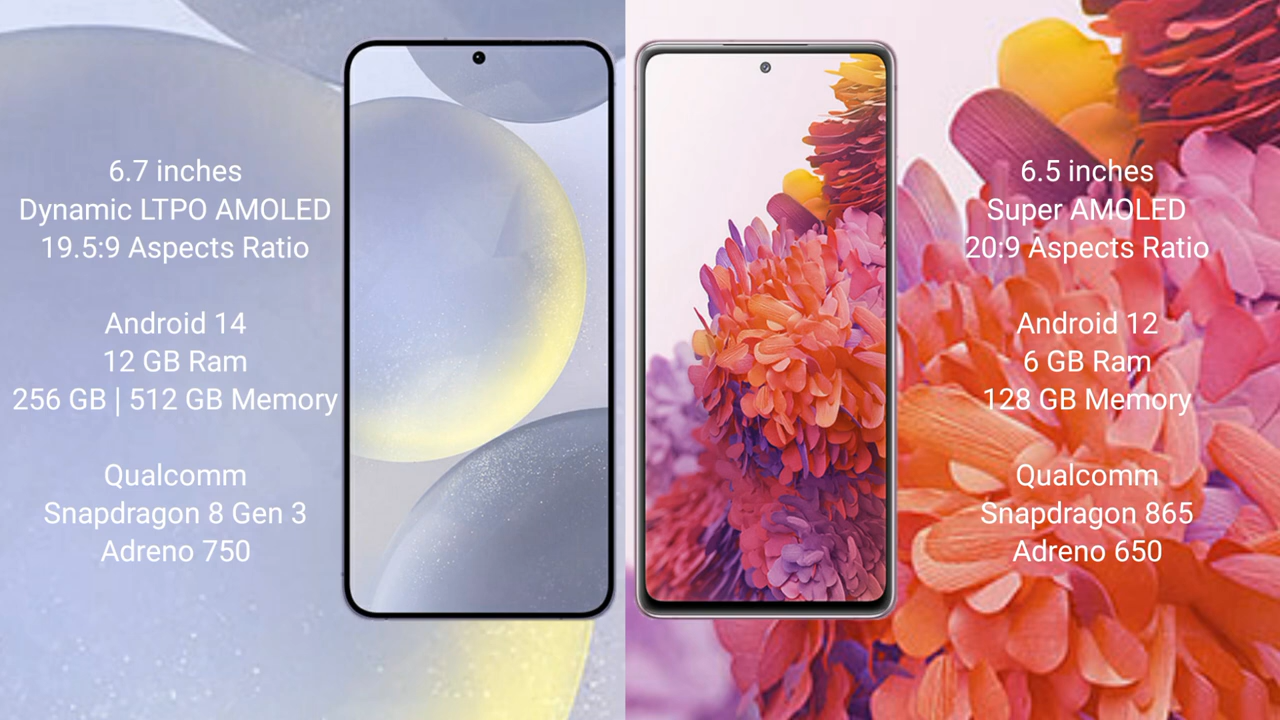 6.7 inches
Dynamic LTPO AMOLED
19.5:9 Aspects Ratio
Android 14
12 GB Ram
256 GB | 512 GB Memory
Qualcomm
Snapdragon 8 Gen 3
Adreno 750
6.5 inches
Super AMOLED
20:9 Aspects Ratio
Android 12
6 GB Ram
128 GB Memory
Qualcomm
Snapdragon 865
Adreno 650